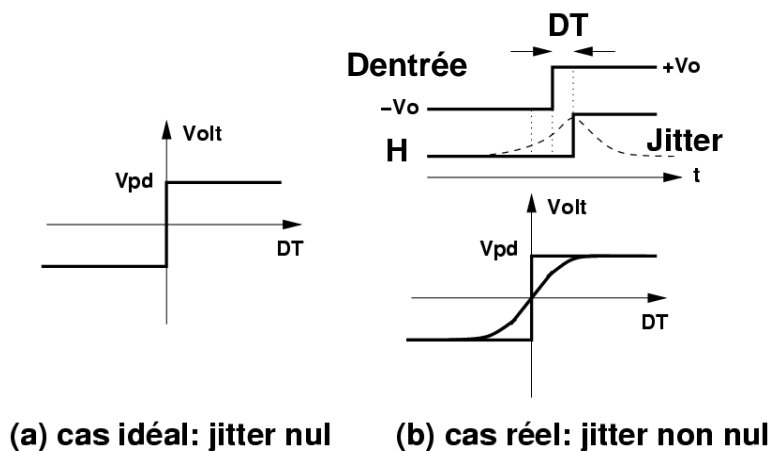 DT
Dentrée
+Vo
−Vo
H
Jitter
t
Volt
Vpd
DT
Volt
Vpd
DT
(a) cas idéal: jitter nul
(b) cas réel: jitter non nul